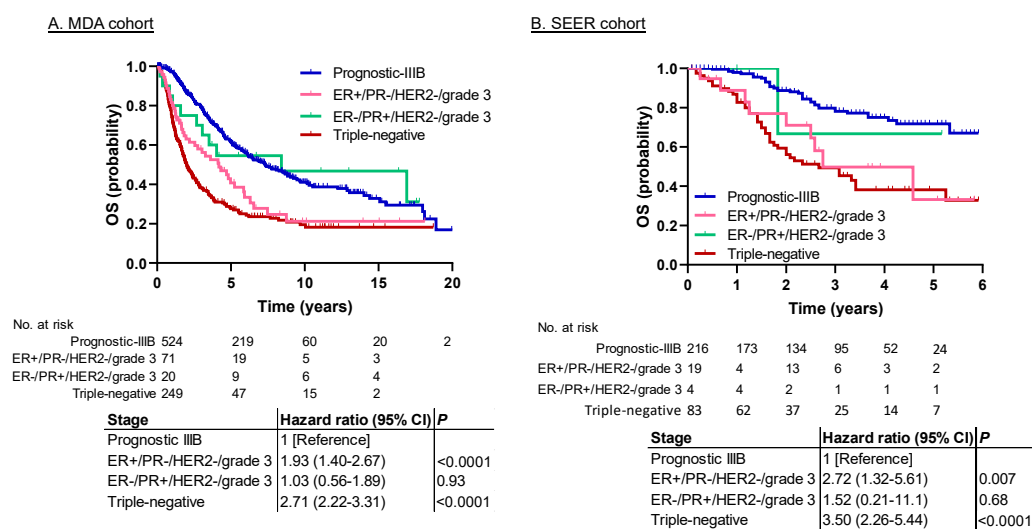 A. MDA cohort
OS (probability)
1.0
0.8
0.6
0.4
0.2
0.0
Prognostic-IIIB
ER+/PR-/HER2-/grade 3
ER-/PR+/HER2-/grade 3
Triple-negative
0 5 10 15 20
Time (years)
No. at risk
Prognostic-IIIB 524 219 60 20 2
ER+/PR-/HER2-/grade 3 71 19 5 3
ER-/PR+/HER2-/grade 3 20 9 6 4
Triple-negative 249 47 15 2
Stage Hazard ratio (95% CI) P
Prognostic IIIB 1 [Reference]
ER+/PR-/HER2-/grade 3 1.93 (1.40-2.67) <0.0001
ER-/PR+/HER2-/grade 3 1.03 (0.56-1.89) 0.93
Triple-negative 2.71 (2.22-3.31) <0.0001
B. SEER cohort
OS (probability)
1.0
0.8
0.6
0.4
0.2
0.0
Prognostic-IIIB
ER+/PR-/HER2-/grade 3
ER-/PR+/HER2-/grade 3
Triple-negative
0 1 2 3 4 5 6
Time (years)
No. at risk
Prognostic-IIIB 216 173 134 95 52 24
ER+/PR-/HER2-/grade 3 19 4 13 6 3 2
ER-/PR+/HER2-/grade 3 4 4 2 1 1 1
Triple-negative 83 62 37 25 14 7
Stage Hazard ratio (95% CI) P
Prognostic IIIB 1 [Reference]
ER+/PR-/HER2-/grade 3 2.72 (1.32-5.61) 0.007
ER-/PR+/HER2-/grade 3 1.52 (0.21-11.1) 0.68
Triple-negative 3.50 (2.26-5.44) <0.0001